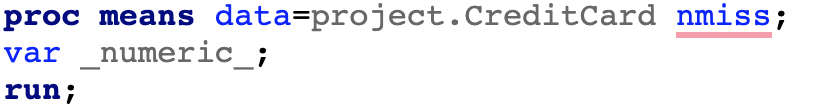 proc means data=project.CreditCard nmiss;
var _numeric_;
run;